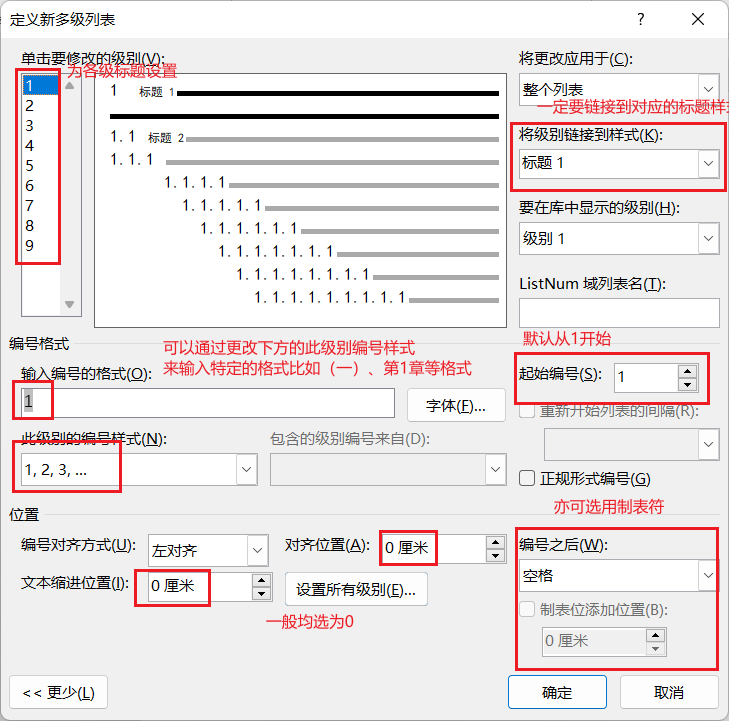 定义新多级列表
?
单击要修改的级别(V):
为各级标题设置
1
2
3
4
5
6
7
8
9
1 标题 1
1.1 标题 2
1.1.1
1.1.1.1
1.1.1.1.1
1.1.1.1.1.1
1.1.1.1.1.1.1
1.1.1.1.1.1.1.1
1.1.1.1.1.1.1.1.1
将更改应用于(C):
整个列表
一定要链接到对应的标题样
将级别链接到样式(K):
标题 1
要在库中显示的级别(H):
级别 1
ListNum 域列表名(T):
默认从1开始
编号格式
可以通过更改下方的此级别编号样式
来输入特定的格式比如（一）、第1章等格式
输入编号的格式(O):
1
字体(F)...
起始编号(S):
1
重新开始列表的间隔(R):
此级别的编号样式(N):
1, 2, 3, ...
包含的级别编号来自(D):
正规形式编号(G)
亦可选用制表符
位置
编号对齐方式(U):
左对齐
对齐位置(A):
0 厘米
编号之后(W):
空格
文本缩进位置(I):
0 厘米
设置所有级别(E)...
制表位添加位置(B):
0 厘米
一般均选为0
<< 更少(L)
确定
取消